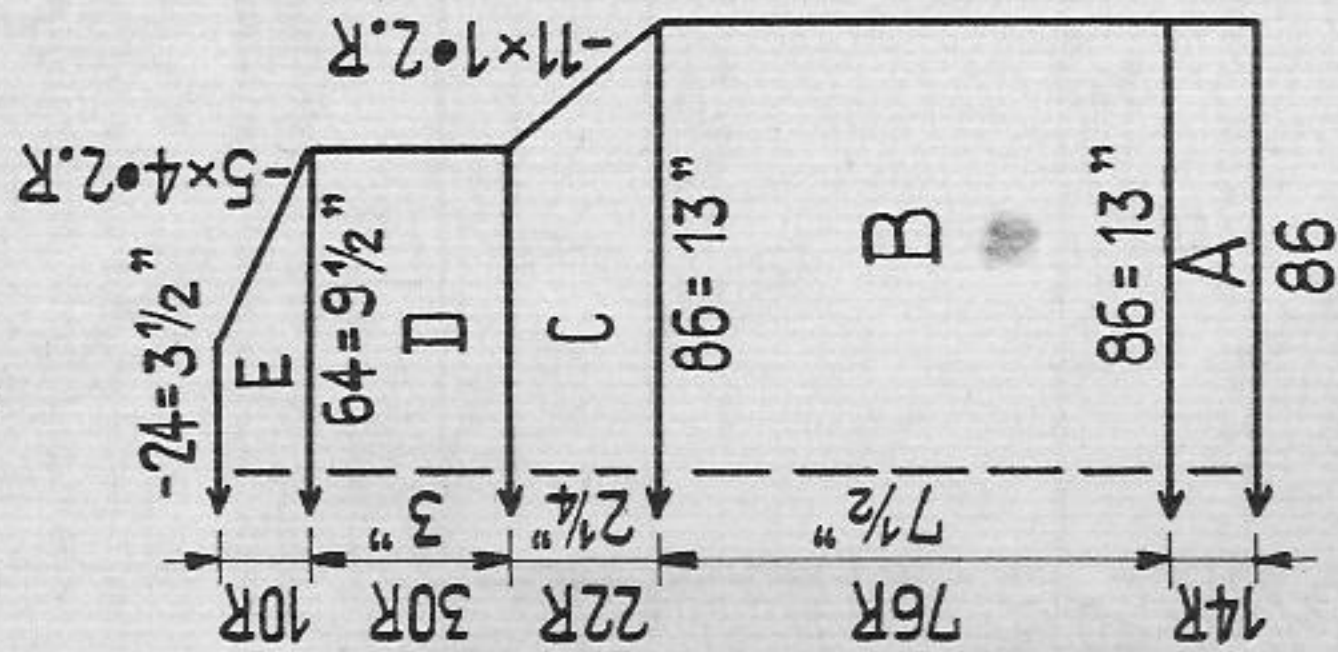 -24=3½"
-5×4•2.R
E
64=9½"
D
-11×1•2.R
C
86=13"
B
86=13"
A
86
3"
2¼"
7½"
10R
30R
22R
76R
14R